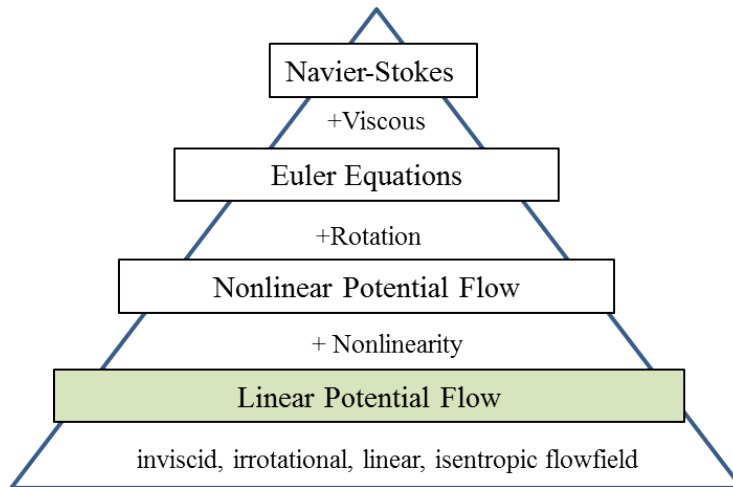 Navier-Stokes
+Viscous
Euler Equations
+Rotation
Nonlinear Potential Flow
+ Nonlinearity
Linear Potential Flow
inviscid, irrotational, linear, isentropic flowfield